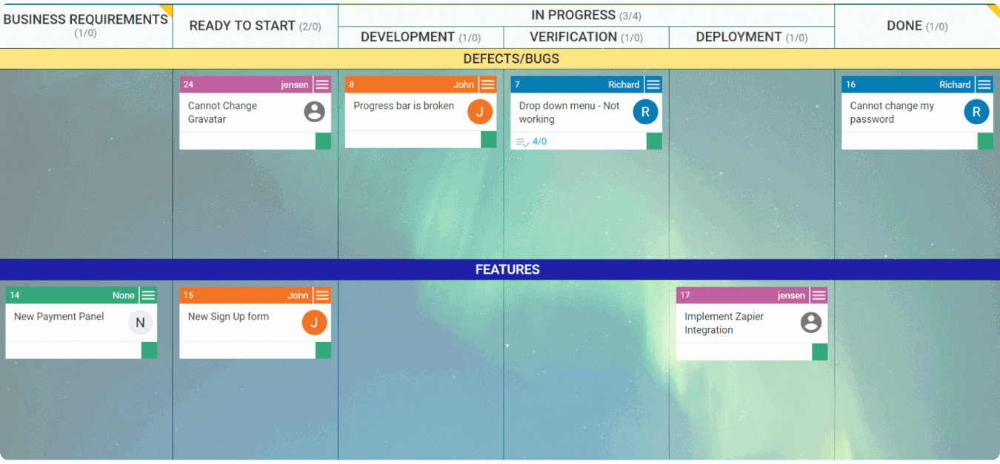 BUSINESS REQUIREMENTS
(1/0)
READY TO START (2/0)
IN PROGRESS (3/4)
DEVELOPMENT (1/0)
VERIFICATION (1/0)
DEPLOYMENT (1/0)
DONE (1/0)
DEFECTS/BUGS
24 jensen
Cannot Change
Gravatar
8 John
Progress bar is broken
J
7 Richard
Drop down menu - Not
working
R
4/0
16 Richard
Cannot change my
password
R
FEATURES
14 None
New Payment Panel
N
15 John
New Sign Up form
J
17 jensen
Implement Zapier
Integration